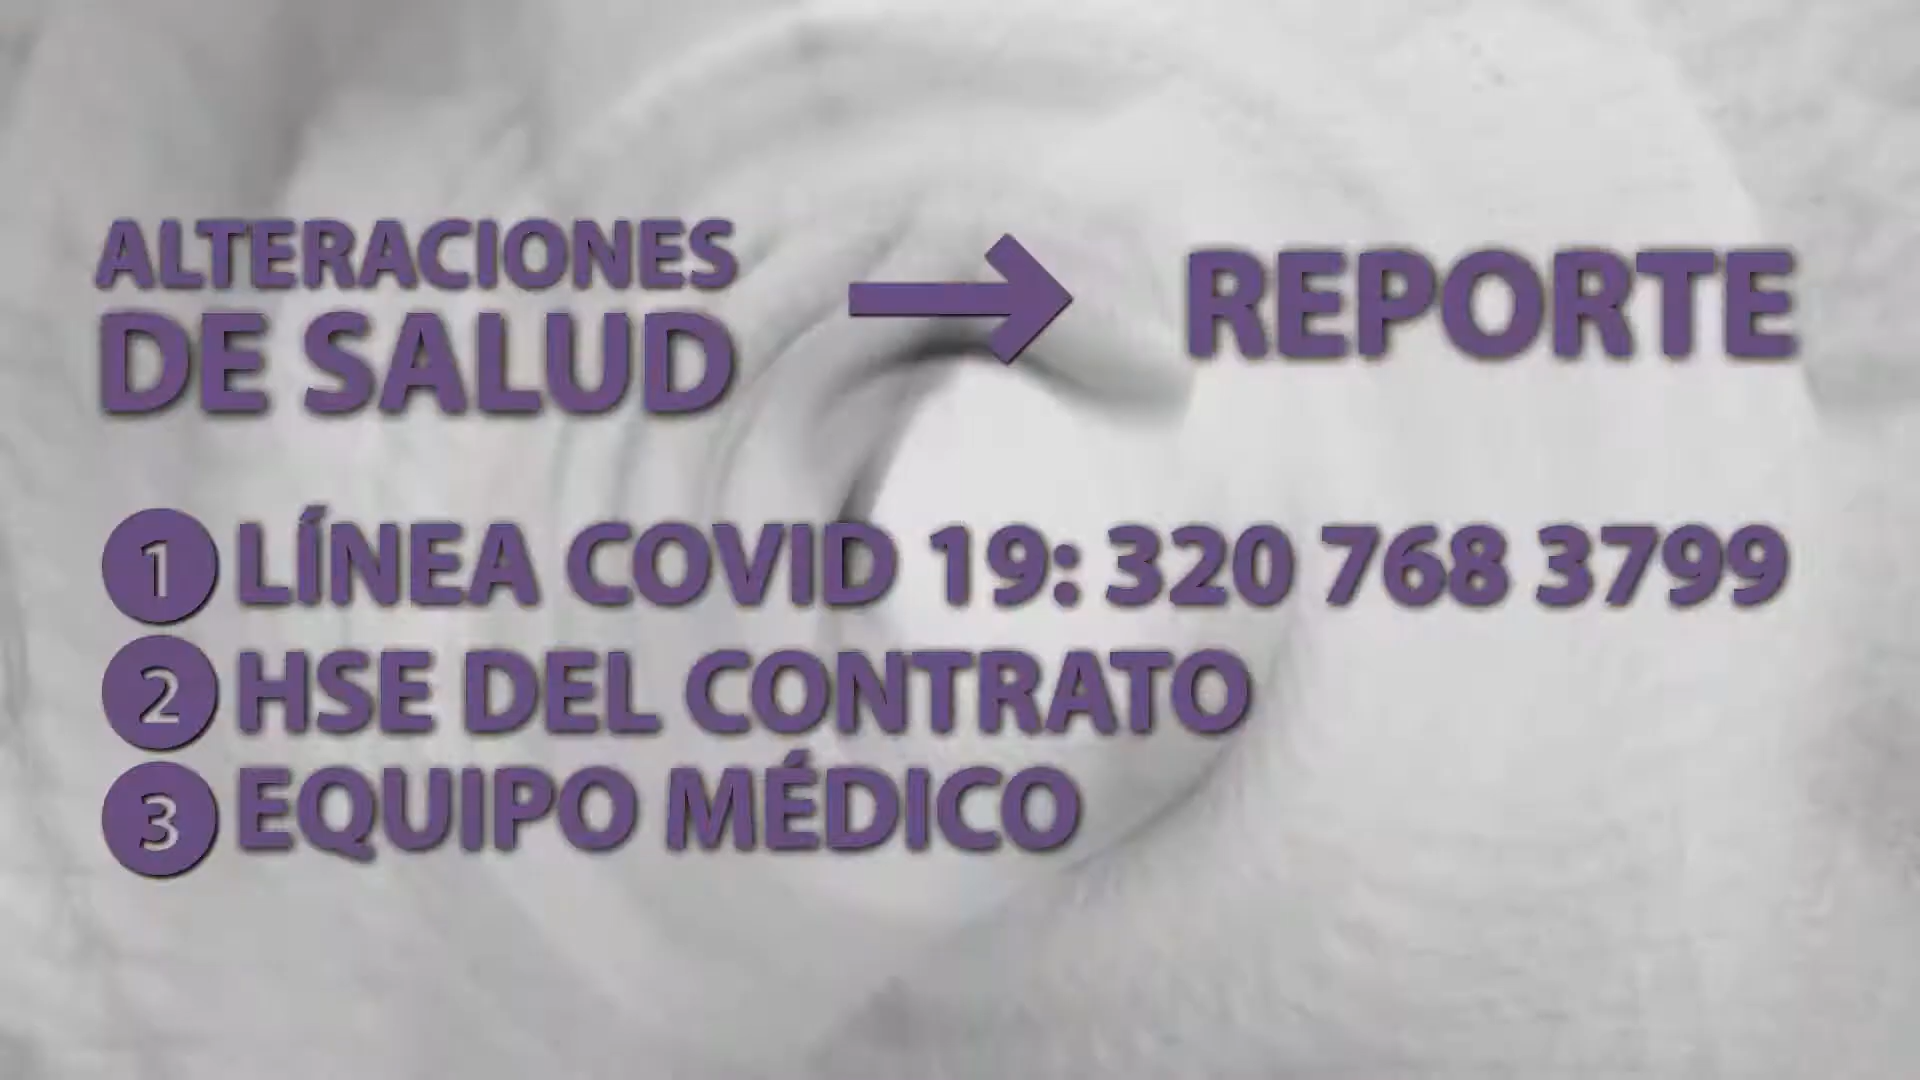 ALTERACIONES
DE SALUD
→ REPORTE
1 LÍNEA COVID 19: 320 768 3799
2 HSE DEL CONTRATO
3 EQUIPO MÉDICO